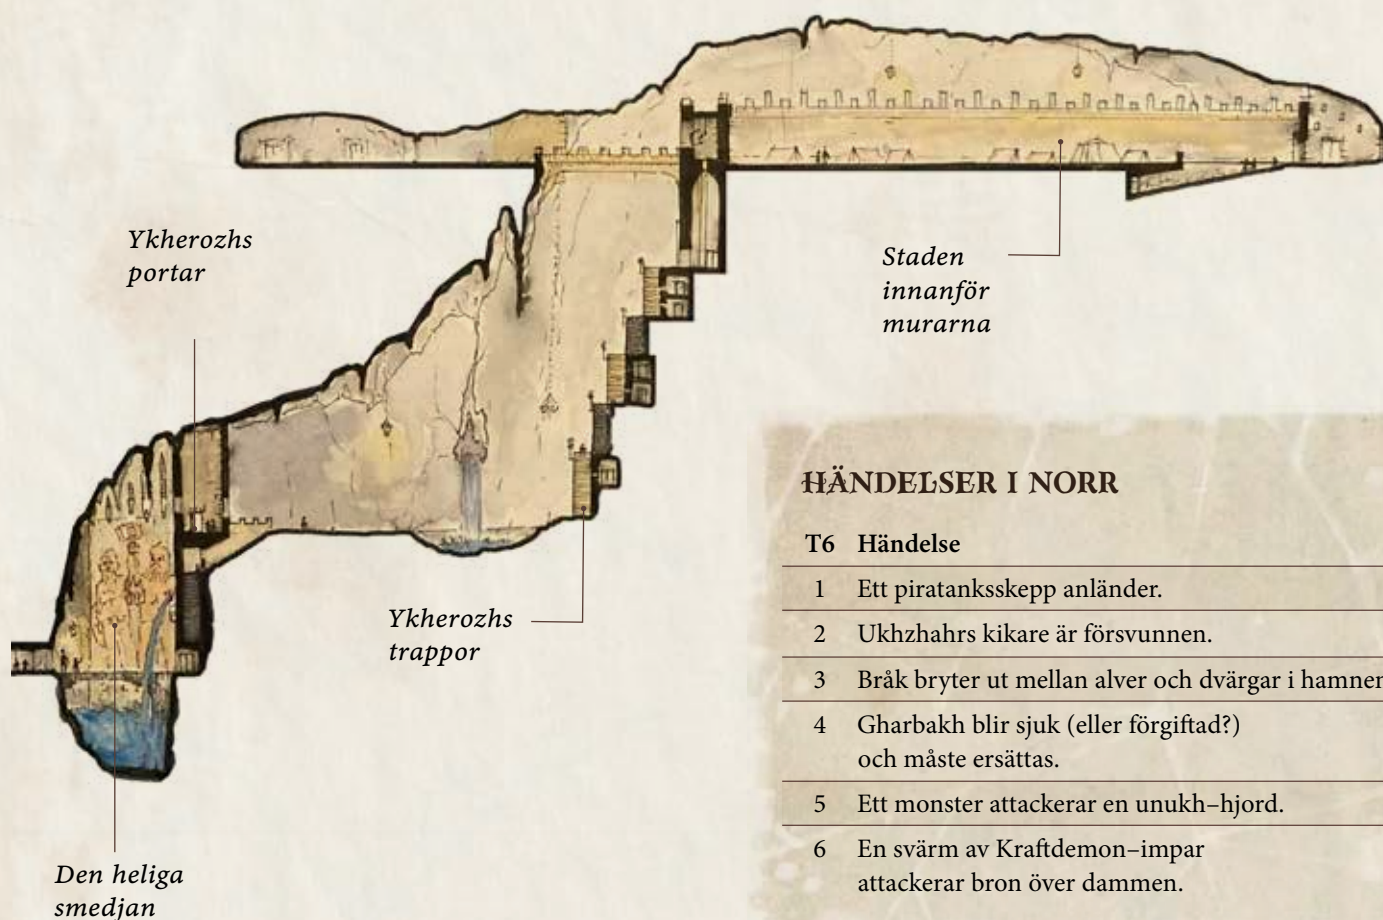 Ykherozhs
portar
Staden
innanför
murarna
Ykherozhs
trappor
Den heliga
smedjan
HÄNDELSER I NORR
T6 Händelse
1 Ett piratanksskepp anländer.
2 Ukhzhahrs kikare är försvunnen.
3 Bråk bryter ut mellan alver och dvärgar i hamnen
4 Gharbakh blir sjuk (eller förgiftad?)
och måste ersättas.
5 Ett monster attackerar en unukh–hjord.
6 En svärm av Kraftdemon–impar
attackerar bron över dammen.